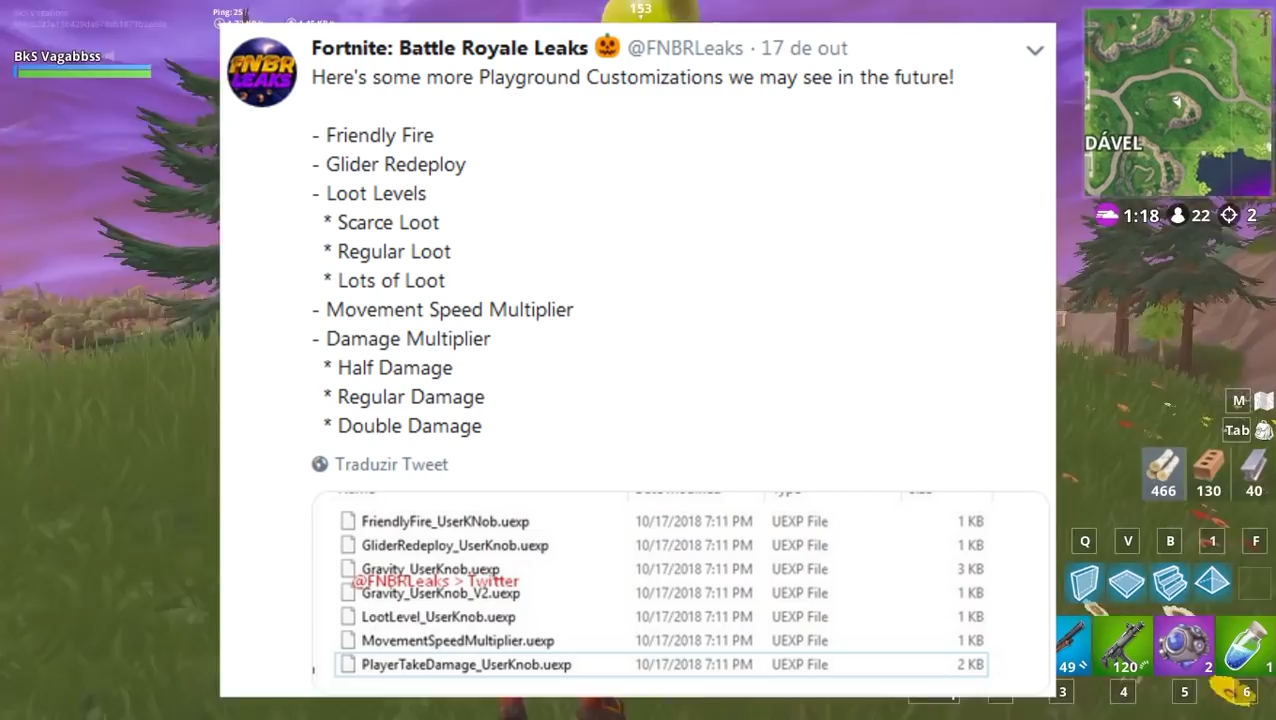 Ping: 25
153
BkS Vagabbss
FNBR
LEAKS
Fortnite: Battle Royale Leaks 🎃 @FNBRLeaks · 17 de out
Here's some more Playground Customizations we may see in the future!
- Friendly Fire
- Glider Redeploy
- Loot Levels
* Scarce Loot
* Regular Loot
* Lots of Loot
- Movement Speed Multiplier
- Damage Multiplier
* Half Damage
* Regular Damage
* Double Damage
Traduzir Tweet
FriendlyFire_UserKNob.uexp 10/17/2018 7:11 PM UEXP File 1 KB
GliderRedeploy_UserKnob.uexp 10/17/2018 7:11 PM UEXP File 1 KB
Gravity_UserKnob.uexp 10/17/2018 7:11 PM UEXP File 3 KB
@FNBRLeaks > Twitter
Gravity_UserKnob_V2.uexp 10/17/2018 7:11 PM UEXP File 1 KB
LootLevel_UserKnob.uexp 10/17/2018 7:11 PM UEXP File 1 KB
MovementSpeedMultiplier.uexp 10/17/2018 7:11 PM UEXP File 1 KB
PlayerTakeDamage_UserKnob.uexp 10/17/2018 7:11 PM UEXP File 2 KB
DÁVEL
1:18 22 2
M
Tab
466 130 40
Q V B 1 F
49 120 2 1
3 4 5 6